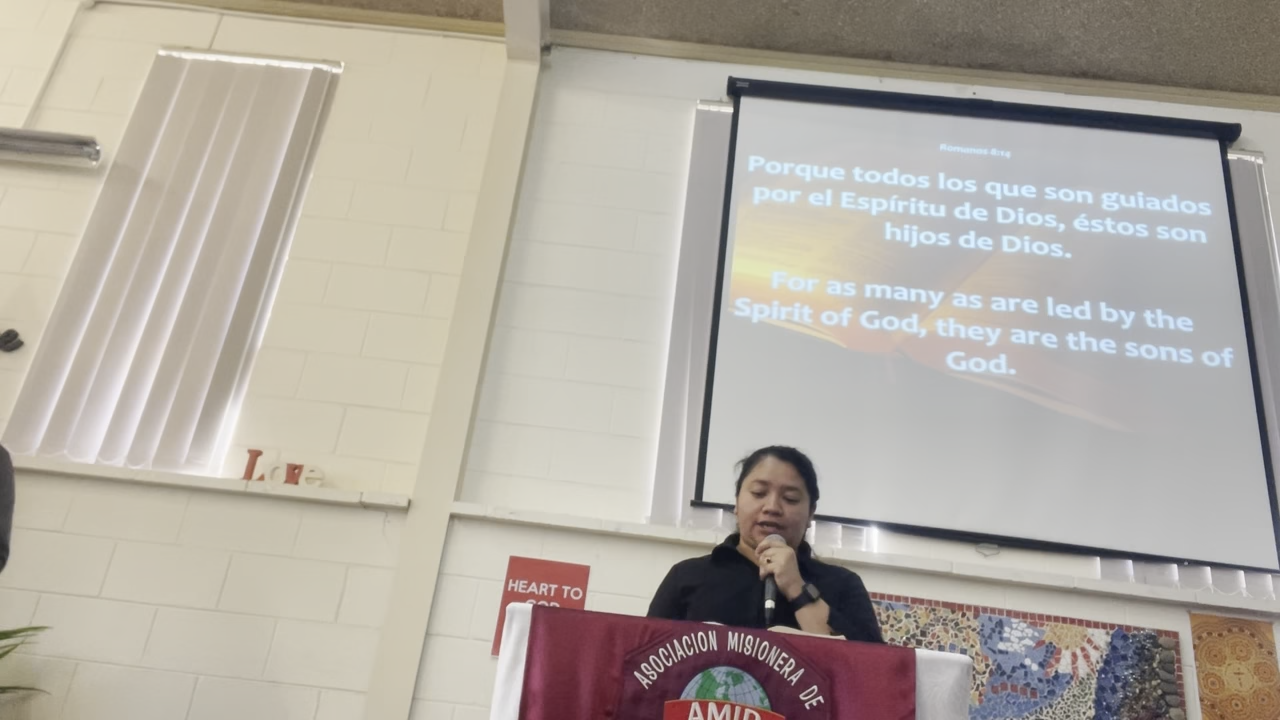 Romanos 8:14
Porque todos los que son guiados
por el Espíritu de Dios, éstos son
hijos de Dios.
For as many as are led by the
Spirit of God, they are the sons of
God.
Love
HEART TO
GOD
ASOCIACION MISIONERA DE
AMID